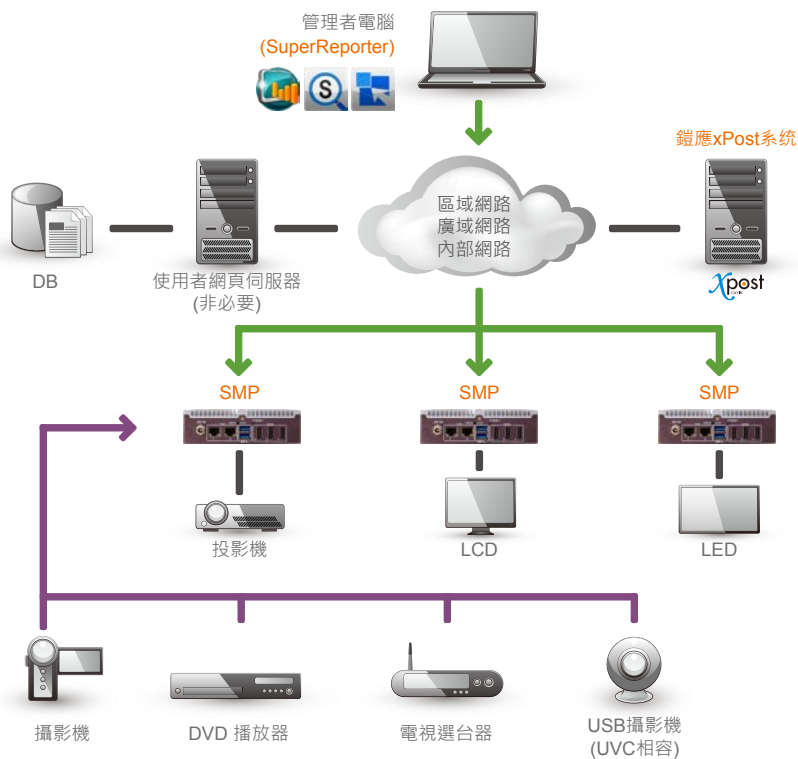 管理者電腦
(SuperReporter)
S
鎧應xPost系统
區域網路
廣域網路
內部網路
DB
使用者網頁伺服器
(非必要)
Xpost
SMP
SMP
SMP
投影機
LCD
LED
攝影機
DVD 播放器
電視選台器
USB攝影機
(UVC相容)